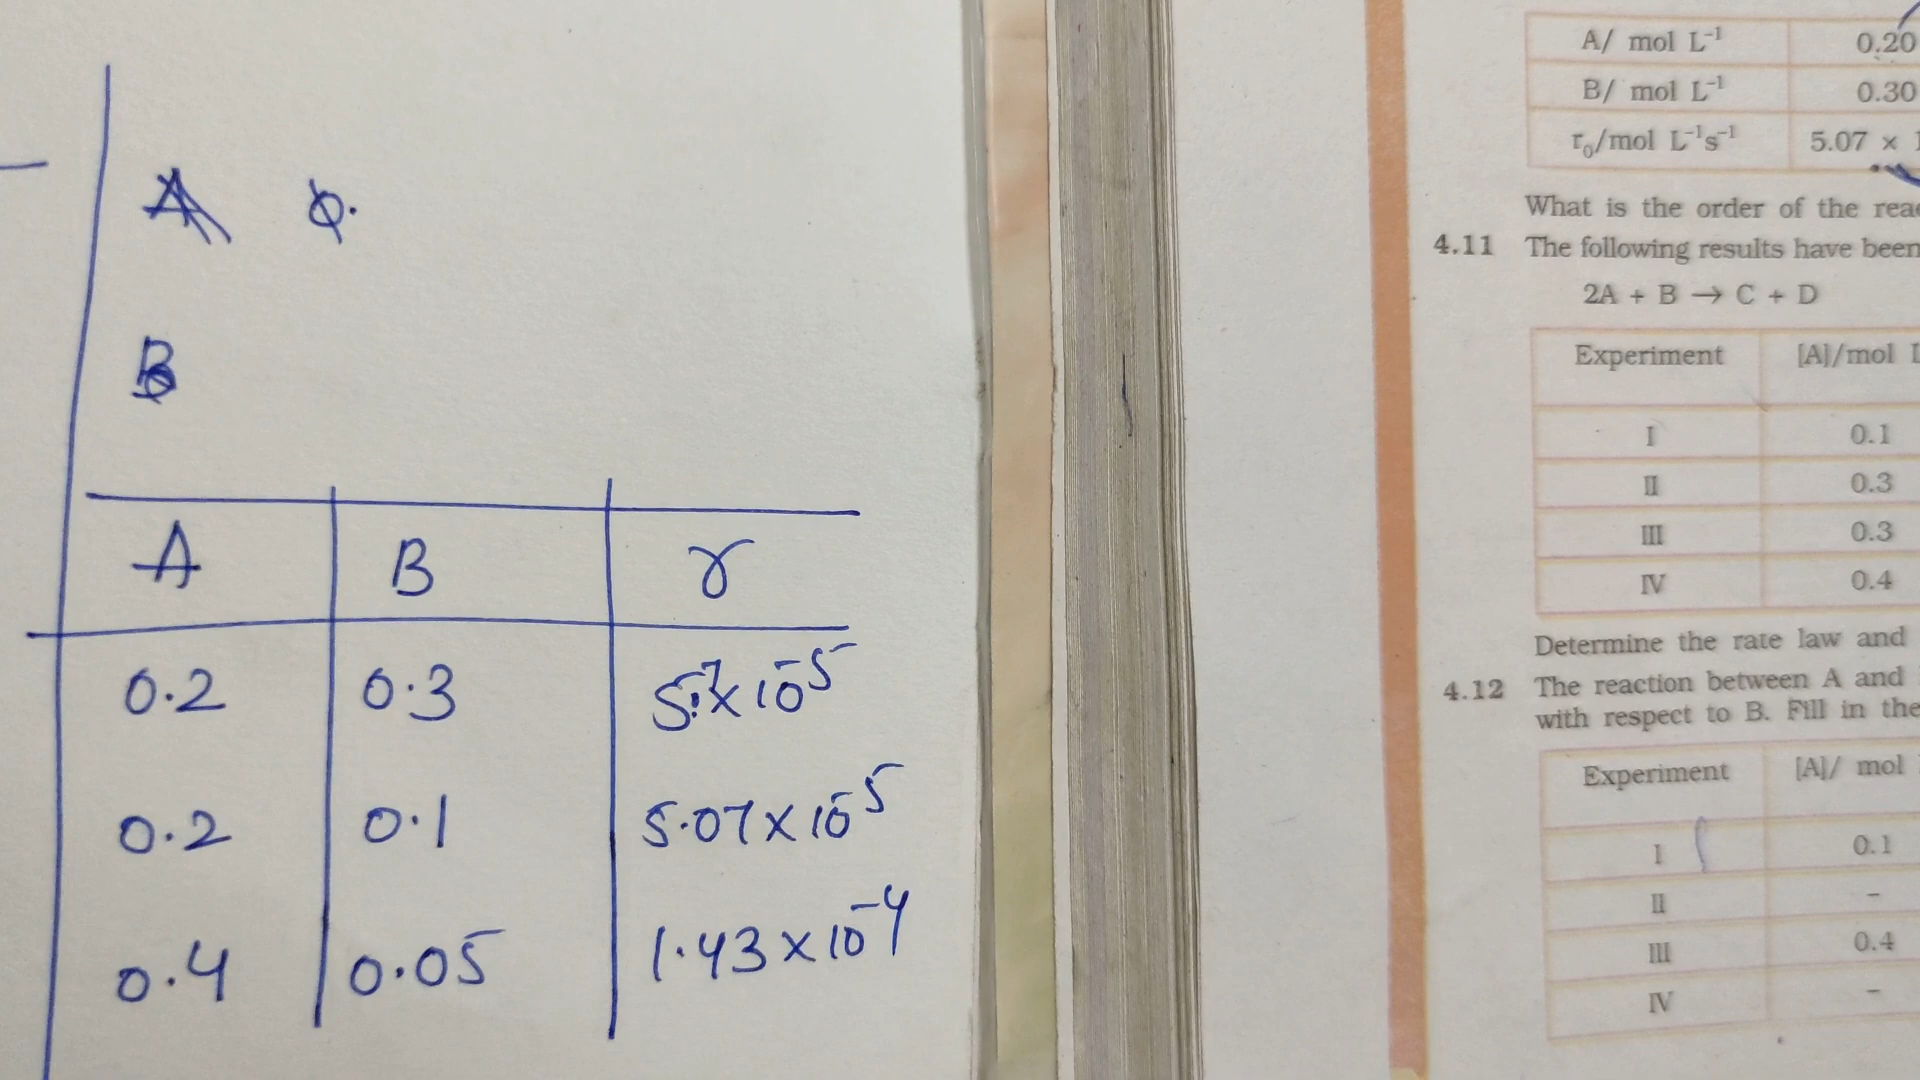 A 0.
B
A B r
0.2 0.3 5.7×10⁻⁵
0.2 0.1 5.07×10⁻⁵
0.4 0.05 1.43×10⁻⁴
A/ mol L⁻¹ 0.20
B/ mol L⁻¹ 0.30
r₀/mol L⁻¹s⁻¹ 5.07 ×
What is the order of the
4.11 The following results have been
2A + B → C + D
Experiment [A]/mol
I 0.1
II 0.3
III 0.3
IV 0.4
Determine the rate law and
4.12 The reaction between A and
with respect to B. Fill in the
Experiment [A]/ mol
I 0.1
II –
III 0.4
IV –